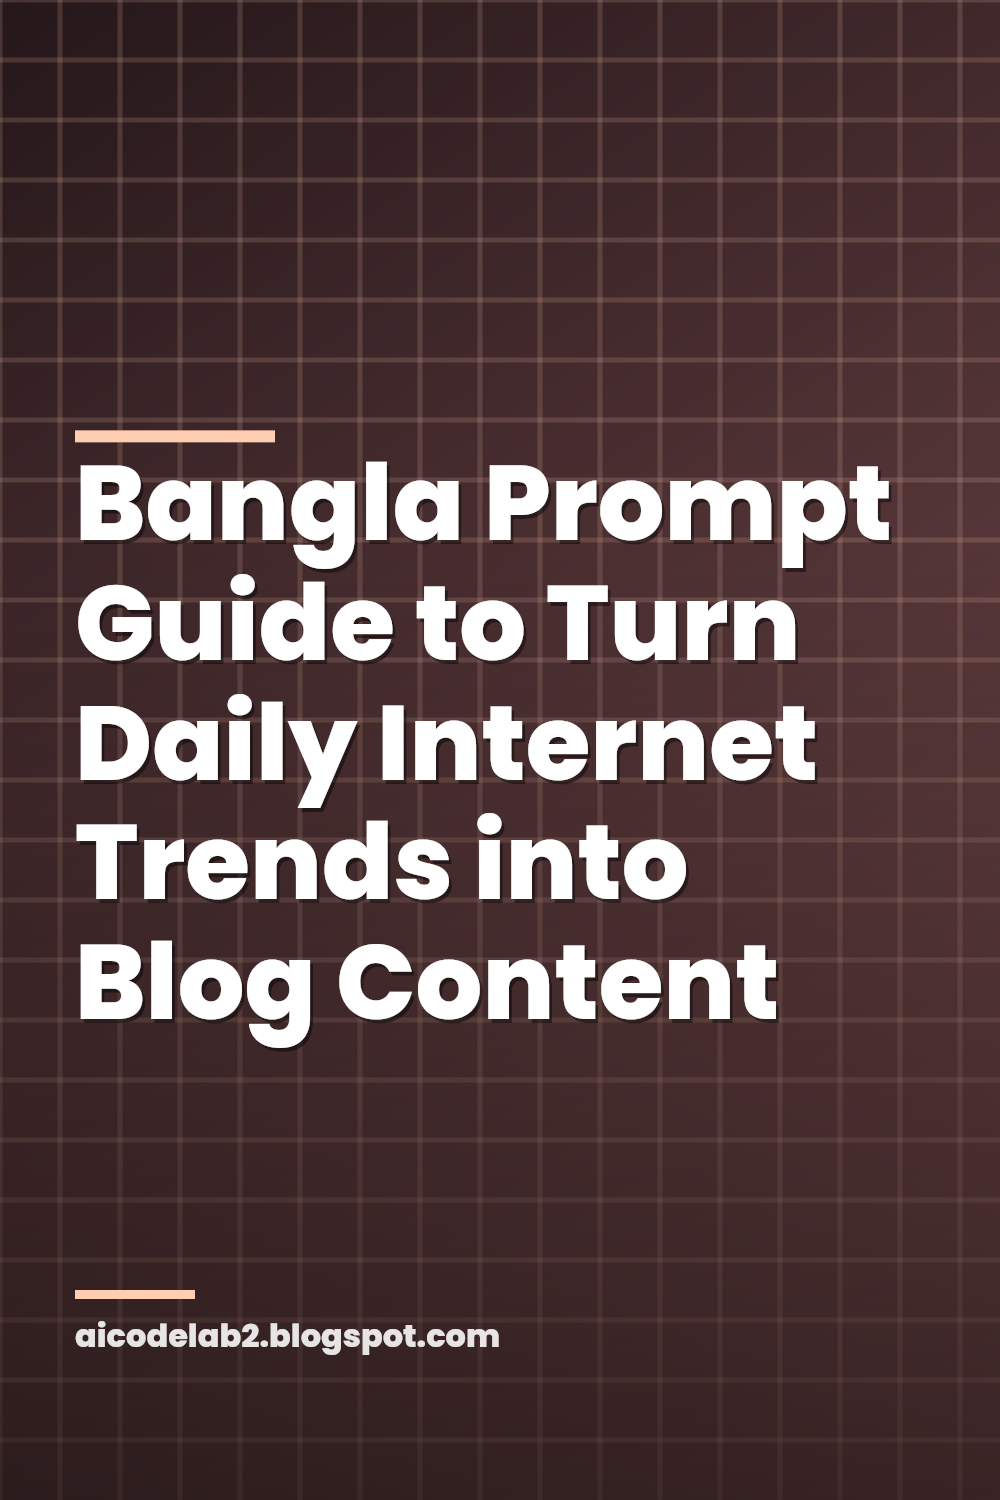 Bangla Prompt
Guide to Turn
Daily Internet
Trends into
Blog Content
aicodelab2.blogspot.com